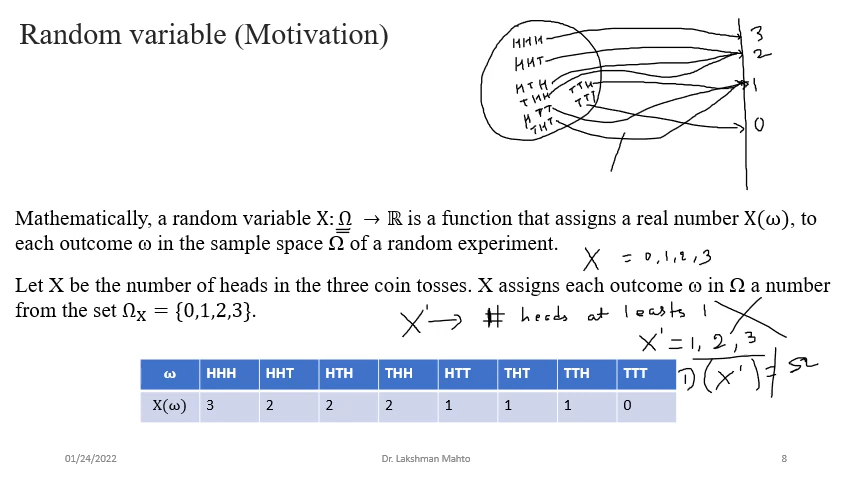 Random variable (Motivation)
HHH
HHT
HTH
THH
HTT
THT
TTH
TTT
3
2
1
0
Mathematically, a random variable X: Ω → ℝ is a function that assigns a real number X(ω), to
each outcome ω in the sample space Ω of a random experiment.
X = 0,1,2,3
Let X be the number of heads in the three coin tosses. X assigns each outcome ω in Ω a number
from the set Ω_X = {0,1,2,3}.
X' → # heads at leasts 1
X' = 1, 2, 3
D(X') ≠ Ω
ω HHH HHT HTH THH HTT THT TTH TTT
X(ω) 3 2 2 2 1 1 1 0
01/24/2022 Dr. Lakshman Mahto 8